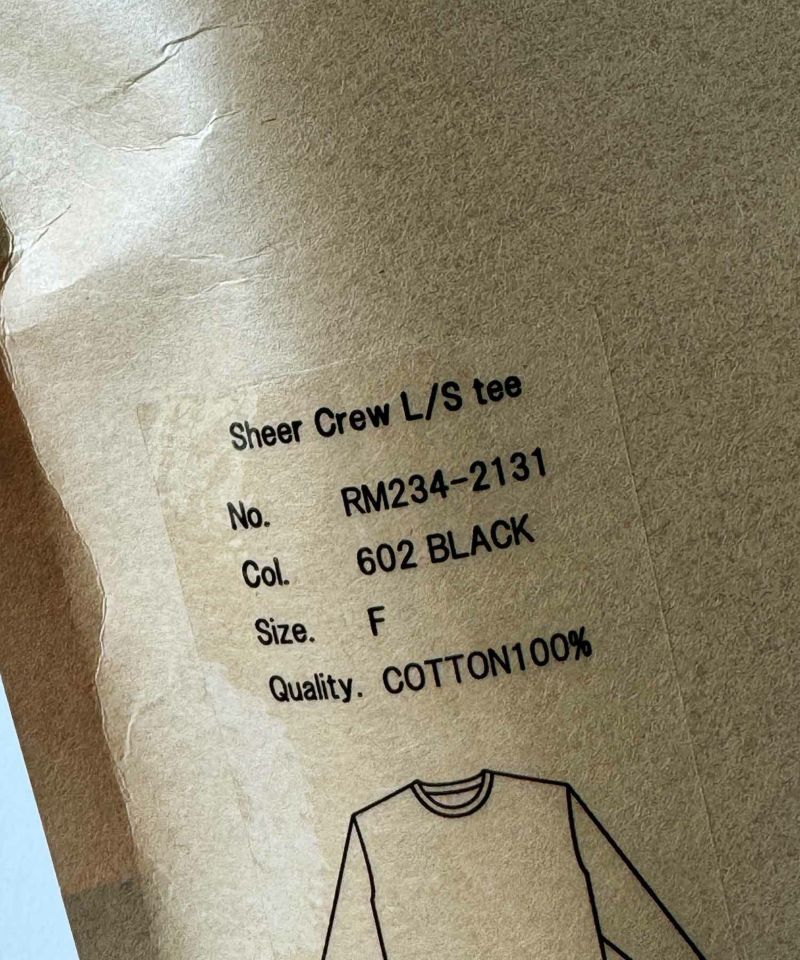 Sheer Crew L/S tee
No. RM234-2131
Col. 602 BLACK
Size. F
Quality. COTTON100%